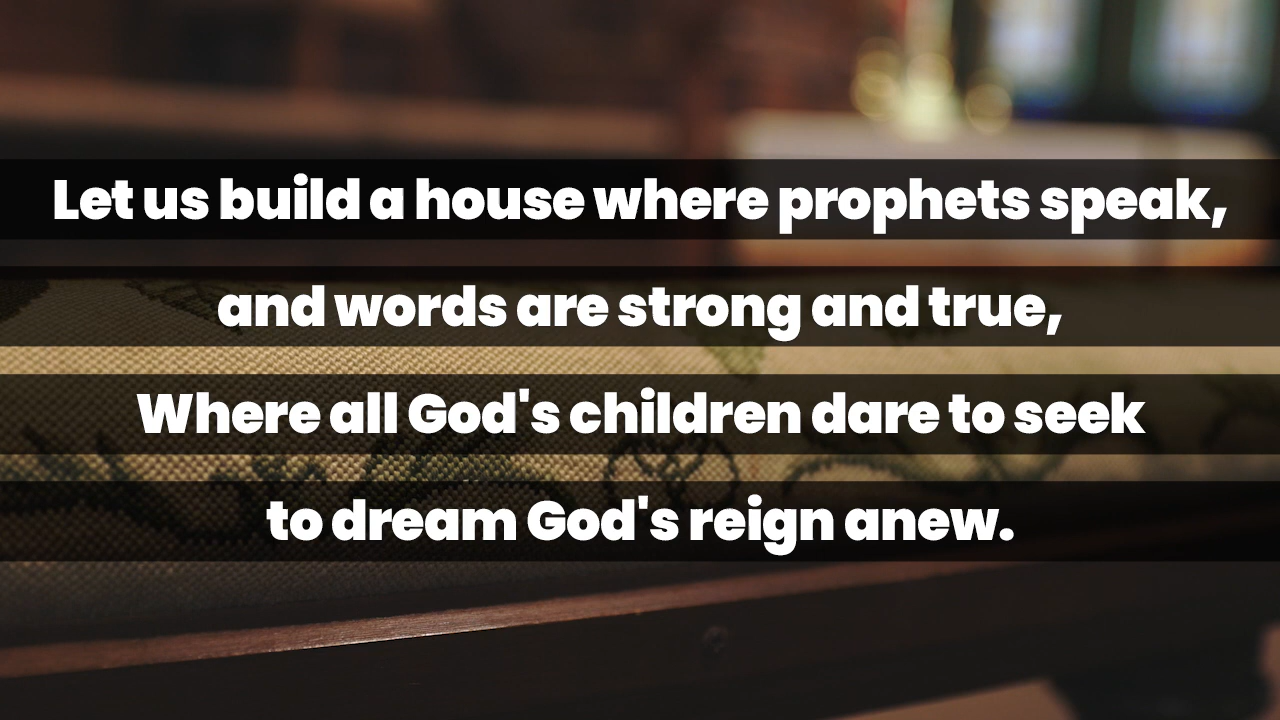 Let us build a house where prophets speak,
and words are strong and true,
Where all God's children dare to seek
to dream God's reign anew.